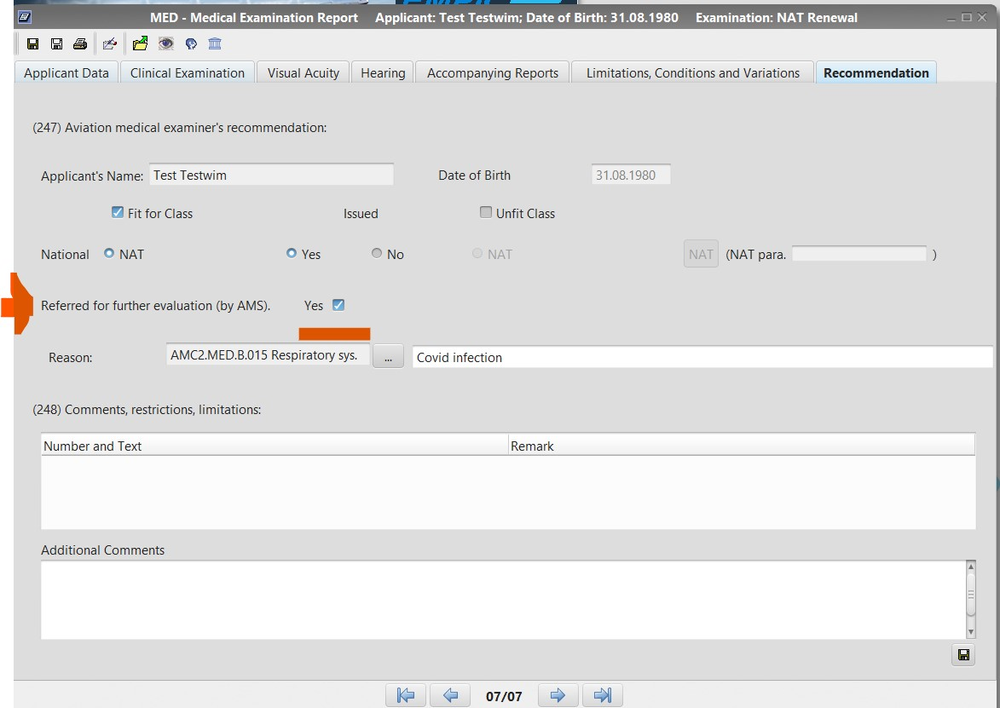 MED - Medical Examination Report Applicant: Test Testwim; Date of Birth: 31.08.1980 Examination: NAT Renewal
Applicant Data Clinical Examination Visual Acuity Hearing Accompanying Reports Limitations, Conditions and Variations Recommendation
(247) Aviation medical examiner's recommendation:
Applicant's Name: Test Testwim Date of Birth 31.08.1980
Fit for Class Issued Unfit Class
National NAT Yes No NAT NAT (NAT para. )
Referred for further evaluation (by AMS). Yes
Reason: AMC2.MED.B.015 Respiratory sys. ... Covid infection
(248) Comments, restrictions, limitations:
Number and Text Remark
Additional Comments
07/07